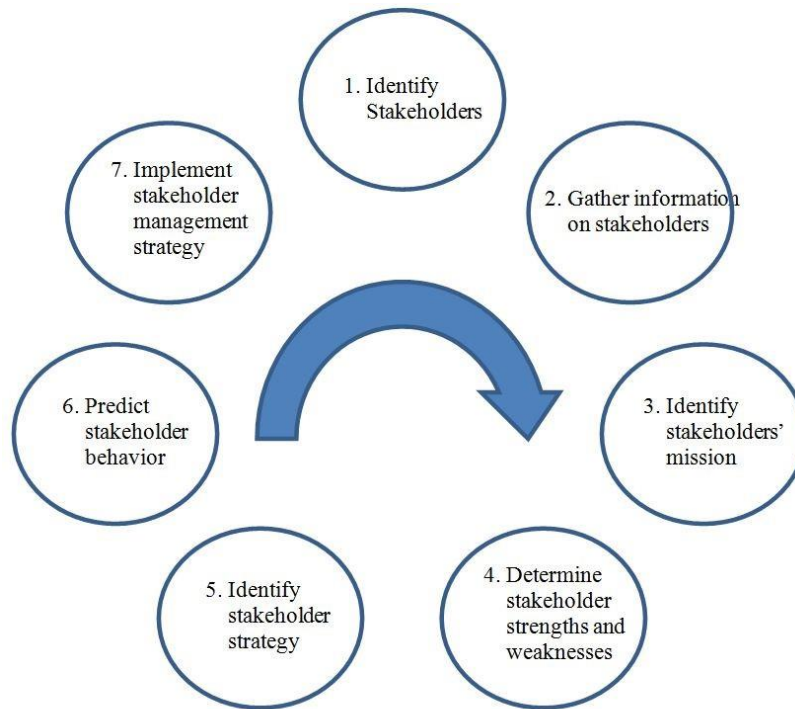 1. Identify
Stakeholders
2. Gather information
on stakeholders
3. Identify
stakeholders’
mission
4. Determine
stakeholder
strengths and
weaknesses
5. Identify
stakeholder
strategy
6. Predict
stakeholder
behavior
7. Implement
stakeholder
management
strategy